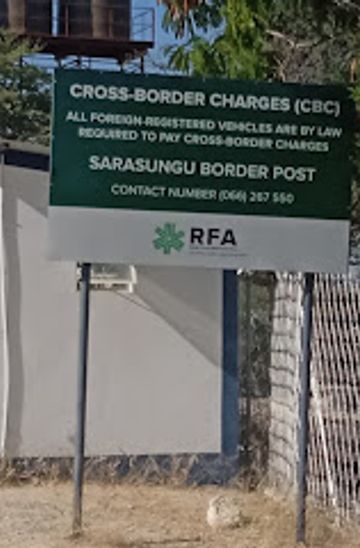 CROSS-BORDER CHARGES (CBC)
ALL FOREIGN-REGISTERED VEHICLES ARE BY LAW
REQUIRED TO PAY CROSS-BORDER CHARGES
SARASUNGU BORDER POST
CONTACT NUMBER (066) 267 550
RFA